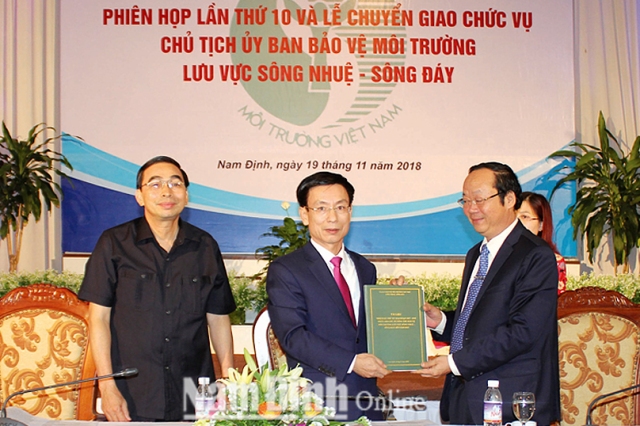 PHIÊN HỌP LẦN THỨ 10 VÀ LỄ CHUYỂN GIAO CHỨC VỤ
CHỦ TỊCH ỦY BAN BẢO VỆ MÔI TRƯỜNG
LƯU VỰC SÔNG NHUỆ - SÔNG ĐÁY
MÔI TRƯỜNG VIỆT NAM
Nam Định, ngày 19 tháng 11 năm 2018
Nam Định Online